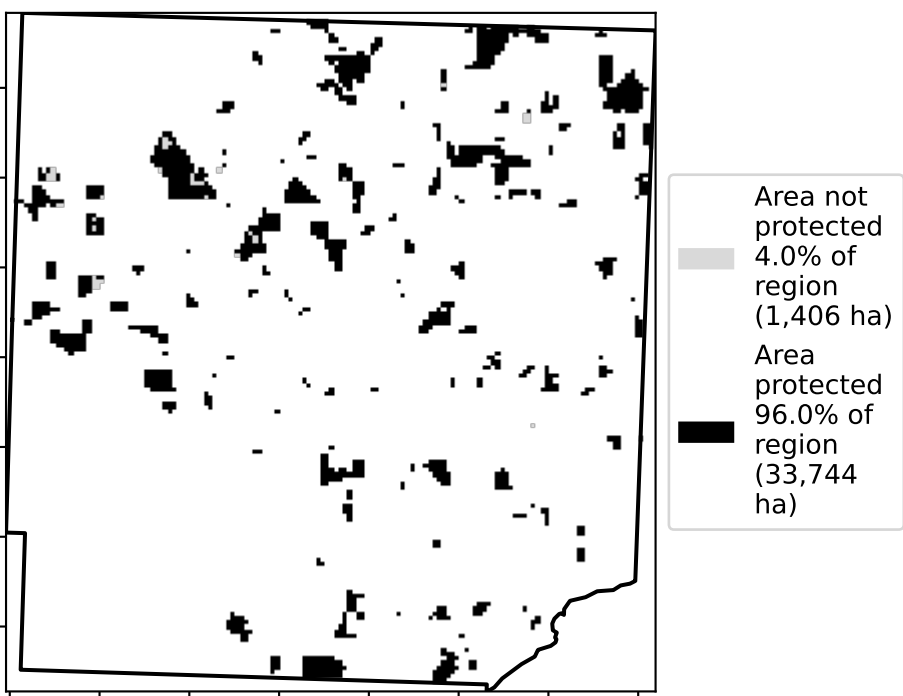 Area not
protected
4.0% of
region
(1,406 ha)
Area
protected
96.0% of
region
(33,744
ha)